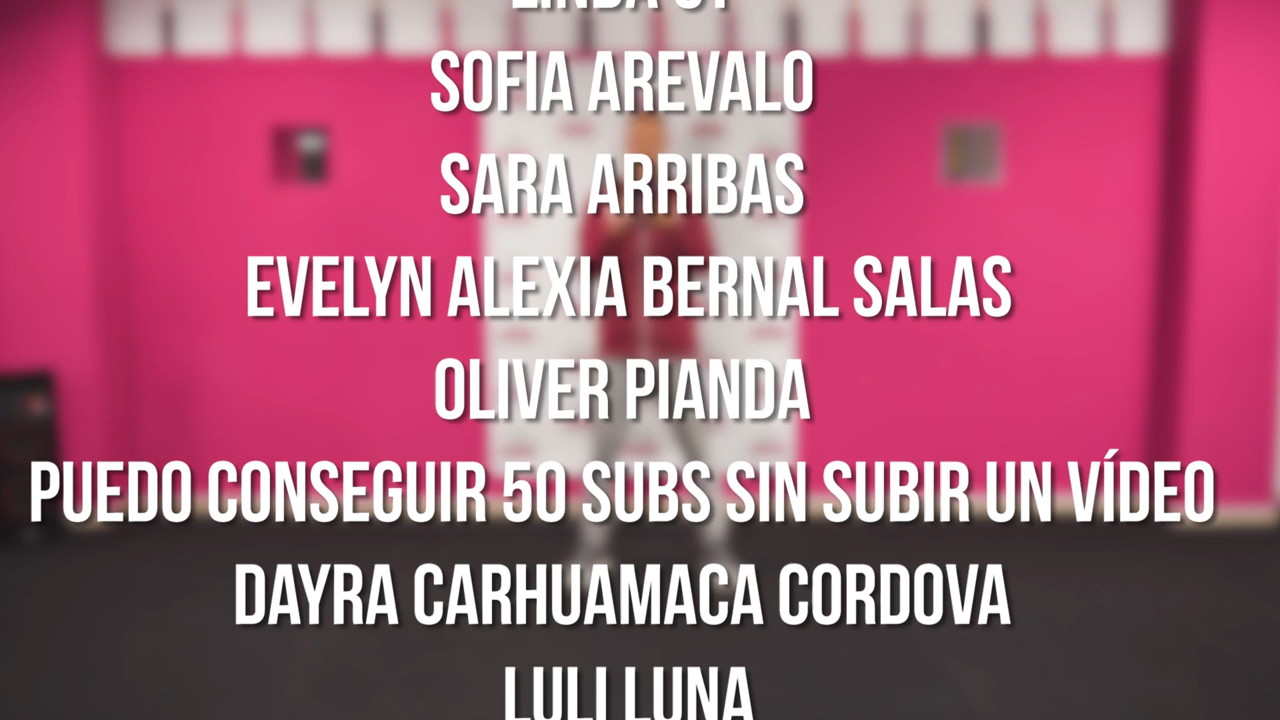 SOFIA AREVALO
SARA ARRIBAS
EVELYN ALEXIA BERNAL SALAS
OLIVER PIANDA
PUEDO CONSEGUIR 50 SUBS SIN SUBIR UN VÍDEO
DAYRA CARHUAMACA CORDOVA
LULI LUNA